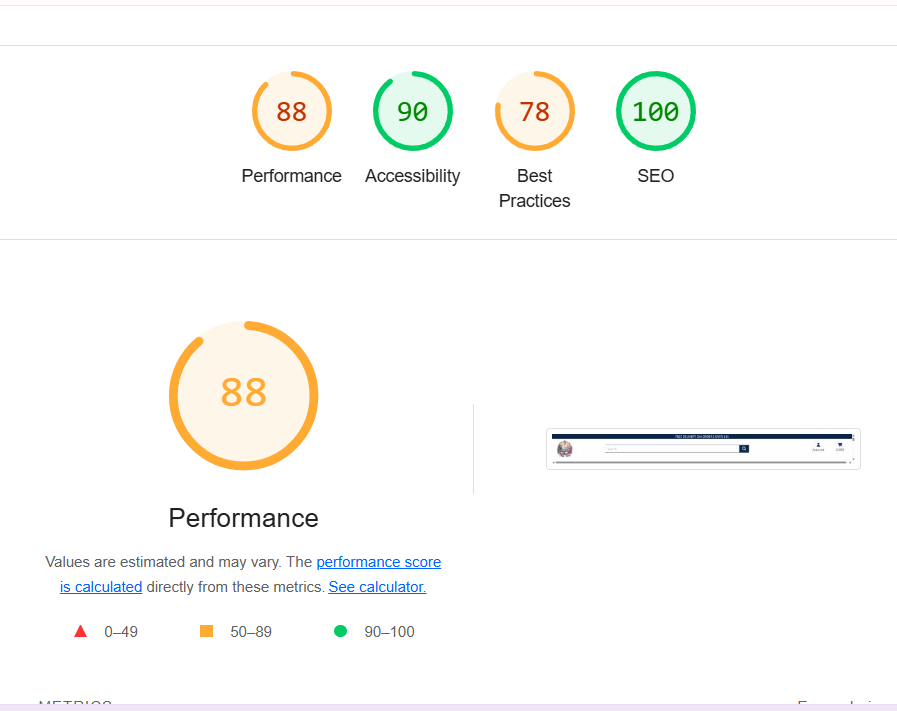 88
90
78
100
Performance
Accessibility
Best
Practices
SEO
88
Performance
Values are estimated and may vary. The performance score
is calculated directly from these metrics. See calculator.
0–49
50–89
90–100
METRICS